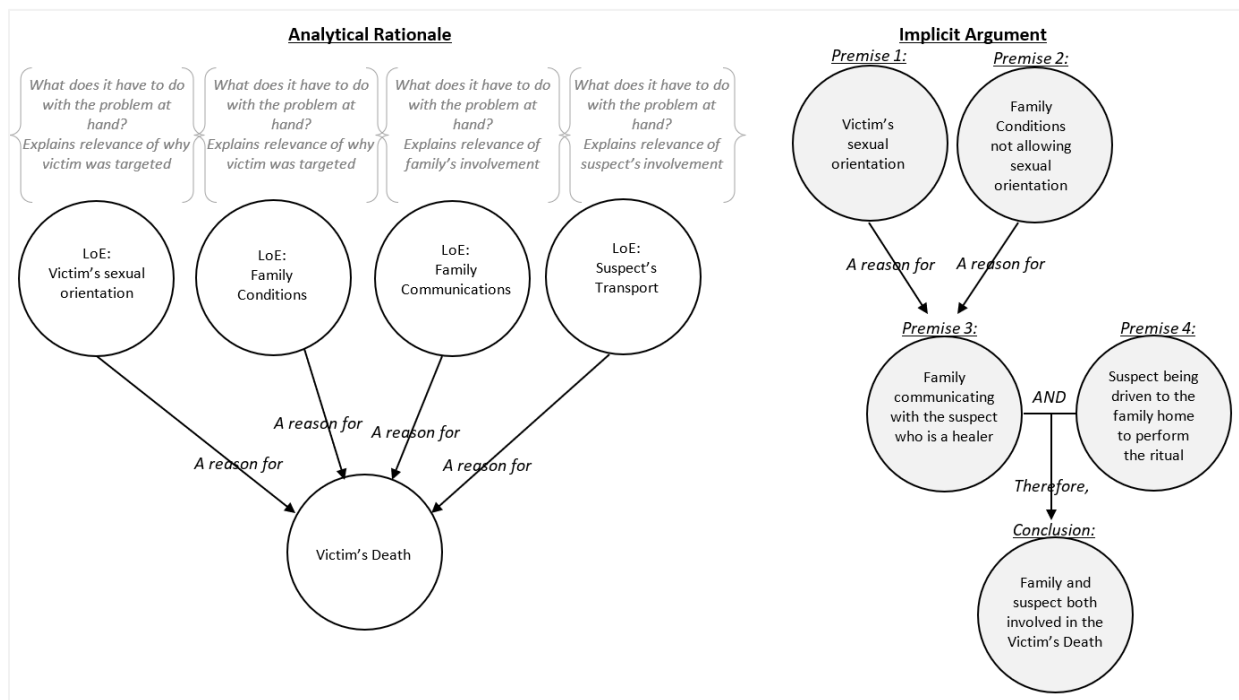 Analytical Rationale
What does it have to do
with the problem at
hand?
Explains relevance of why
victim was targeted
What does it have to do
with the problem at
hand?
Explains relevance of why
victim was targeted
What does it have to do
with the problem at
hand?
Explains relevance of
family's involvement
What does it have to do
with the problem at
hand?
Explains relevance of
suspect's involvement
LoE:
Victim's sexual
orientation
LoE:
Family
Conditions
LoE:
Family
Communications
LoE:
Suspect's
Transport
A reason for
A reason for
A reason for
A reason for
Victim's Death
Implicit Argument
Premise 1:
Victim's
sexual
orientation
Premise 2:
Family
Conditions
not allowing
sexual
orientation
A reason for
A reason for
Premise 3:
Family
communicating
with the suspect
who is a healer
AND
Premise 4:
Suspect being
driven to the
family home
to perform
the ritual
Therefore,
Conclusion:
Family and
suspect both
involved in the
Victim's Death